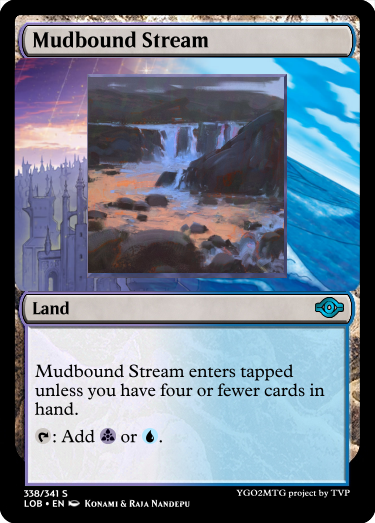 Mudbound Stream
Land
Mudbound Stream enters tapped
unless you have four or fewer cards in
hand.
: Add or .
338/341 S
LOB • EN KONAMI & RAJA NANDEPU
YGO2MTG project by TVP